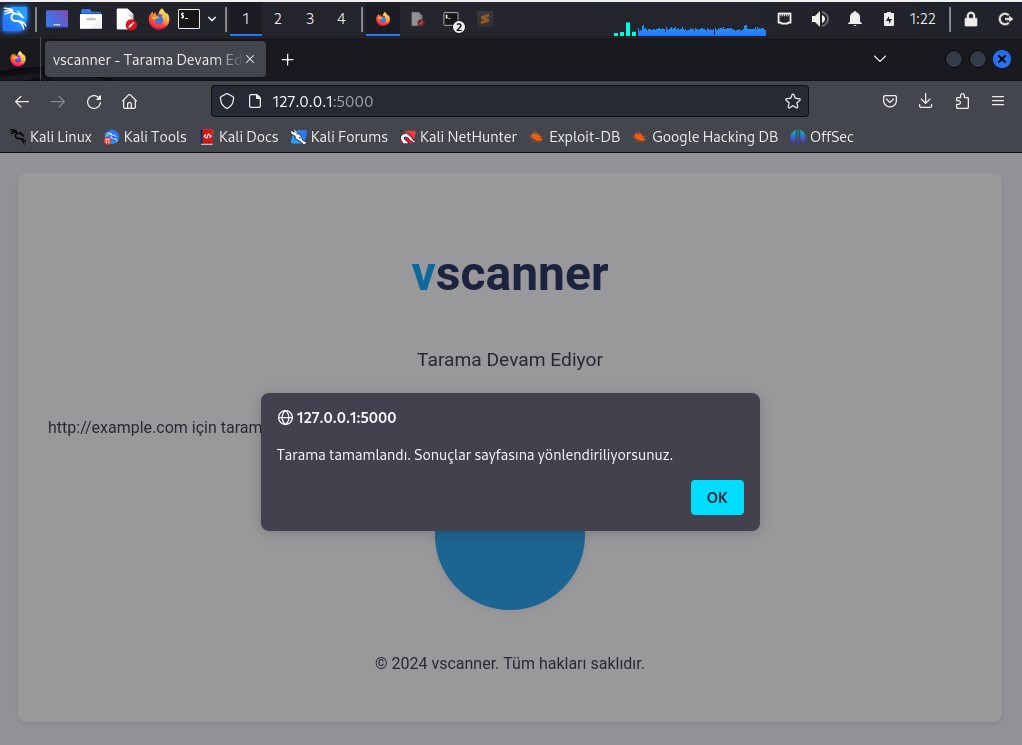 1 2 3 4 2 1:22
vscanner - Tarama Devam Ed
127.0.0.1:5000
Kali Linux Kali Tools Kali Docs Kali Forums Kali NetHunter Exploit-DB Google Hacking DB OffSec
vscanner
Tarama Devam Ediyor
http://example.com için taram
127.0.0.1:5000
Tarama tamamlandı. Sonuçlar sayfasına yönlendiriliyorsunuz.
OK
© 2024 vscanner. Tüm hakları saklıdır.